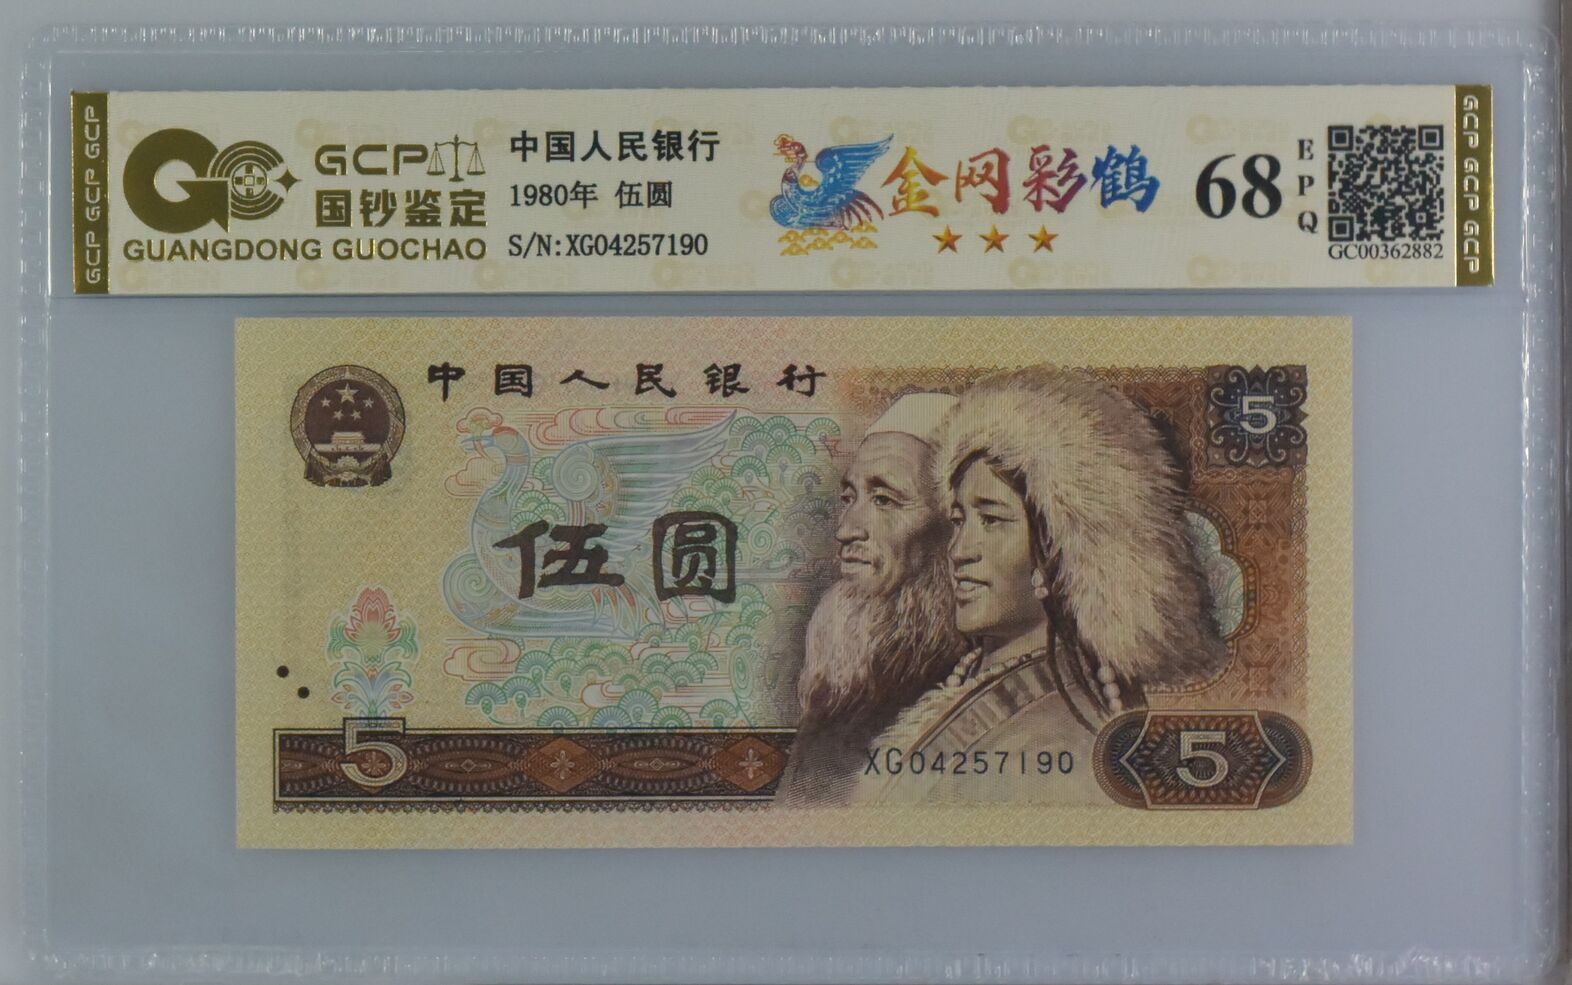 GCP
国钞鉴定
GUANGDONG GUOCHAO
中国人民银行
1980年 伍圆
S/N:XG04257190
金网彩鹤
68
EPQ
GC00362882
GCP GCP GCP
GCP GCP GCP
中国人民银行
5
伍圆
5
XG04257190
5